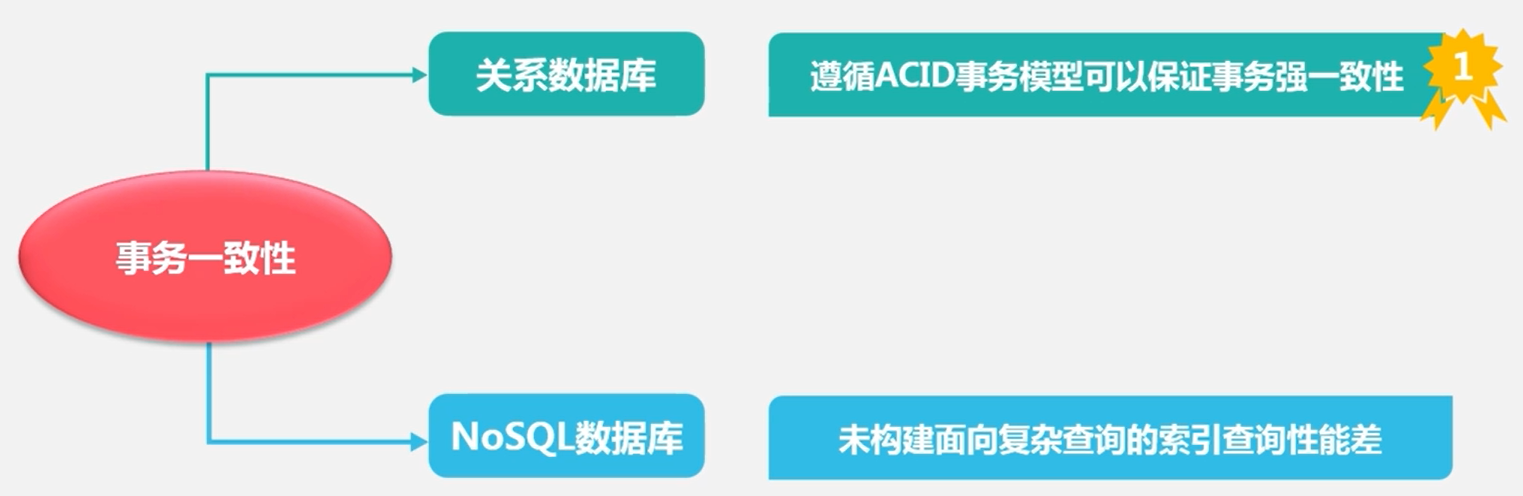 关系数据库
遵循ACID事务模型可以保证事务强一致性
1
事务一致性
NoSQL数据库
未构建面向复杂查询的索引查询性能差